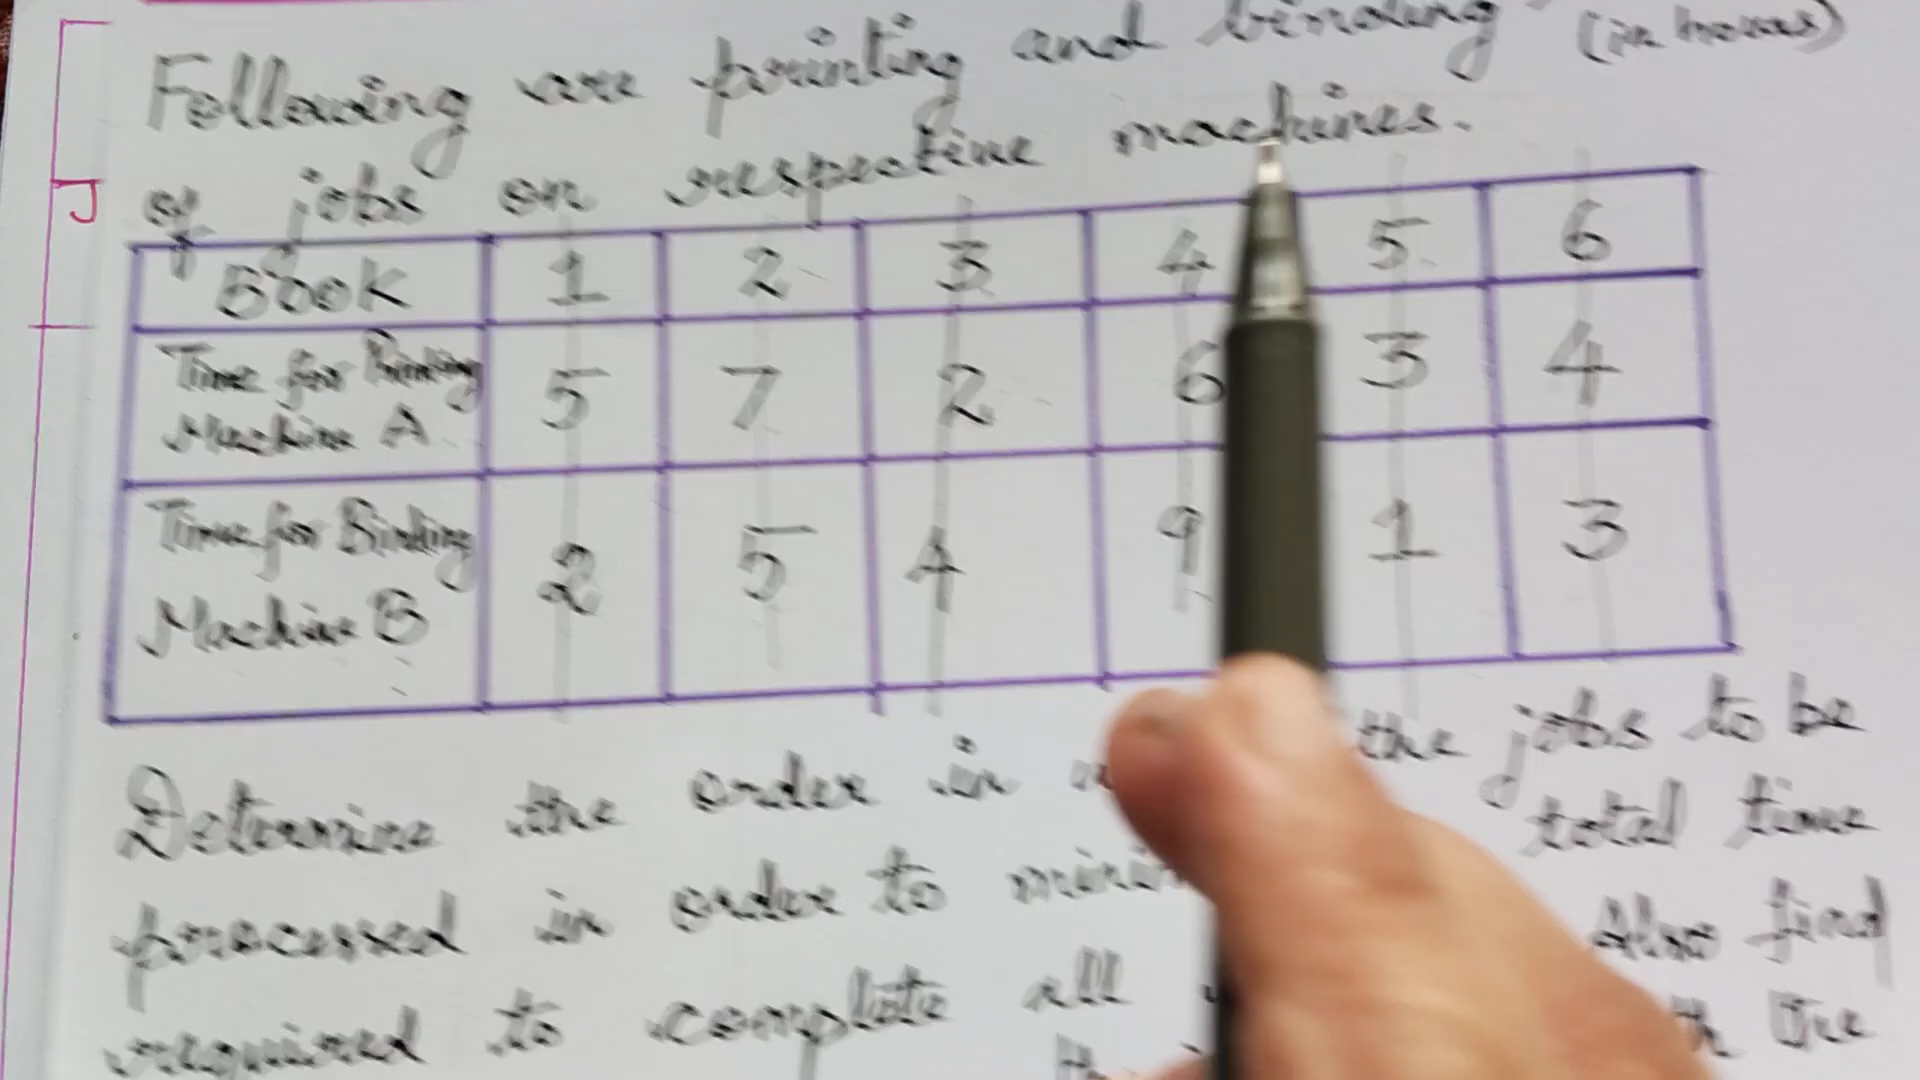 Following are printing and binding (in hours)
of jobs on respective machines.
Book 1 2 3 4 5 6
Time for Printing Machine A 5 7 2 6 3 4
Time for Binding Machine B 2 5 4 9 1 3
Determine the order in the jobs to be
processed in order to total time
required to complete all Also find
the